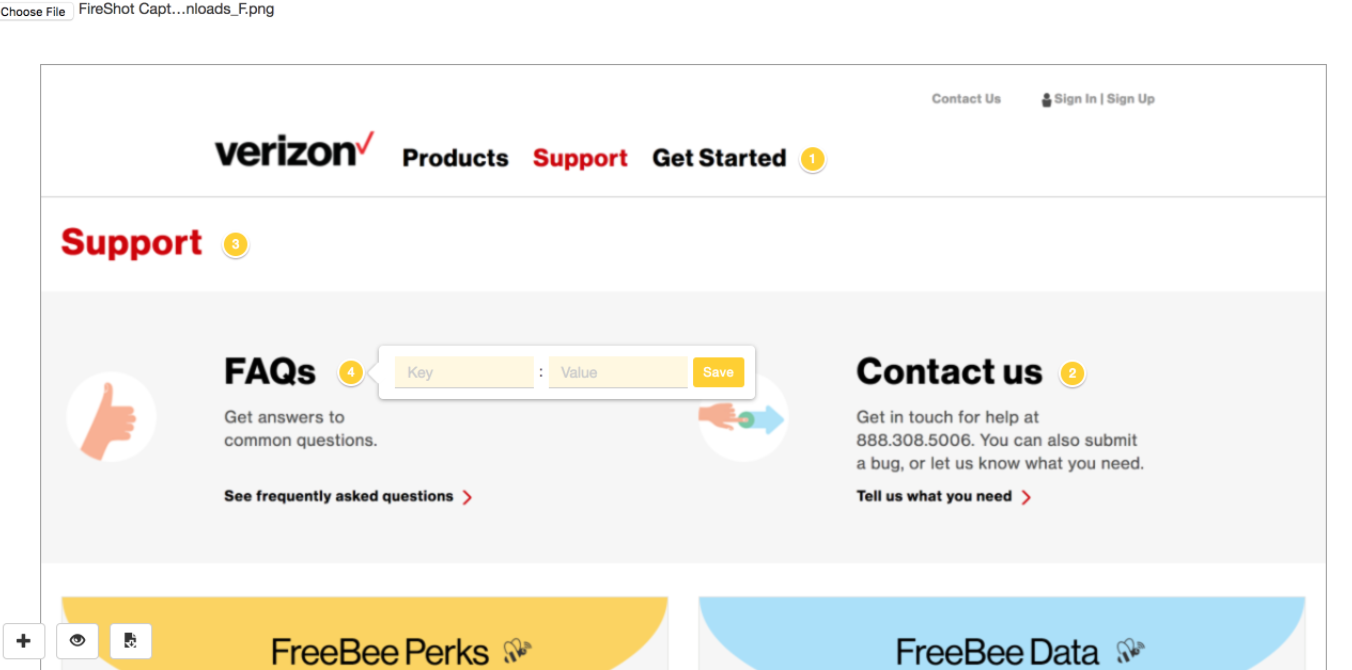 Choose File FireShot Capt...nloads_F.png
Contact Us Sign In | Sign Up
verizon Products Support Get Started 1
Support 3
FAQs 4 Key : Value Save
Get answers to
common questions.
See frequently asked questions
Contact us 2
Get in touch for help at
888.308.5006. You can also submit
a bug, or let us know what you need.
Tell us what you need
FreeBee Perks
FreeBee Data